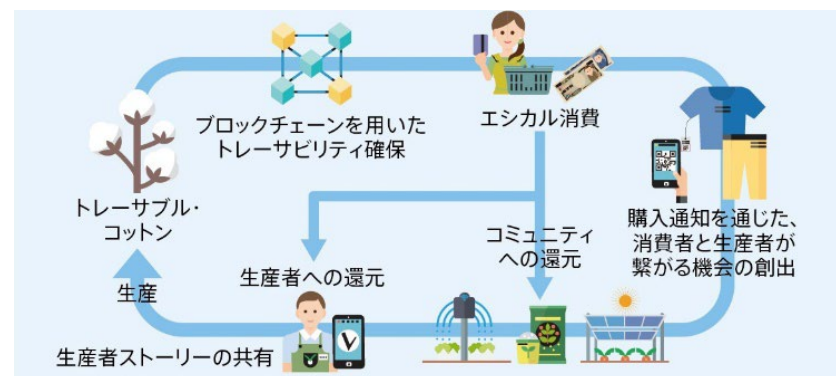 ブロックチェーンを用いた
トレーサビリティ確保
エシカル消費
トレーサブル・
コットン
購入通知を通じた、
消費者と生産者が
繋がる機会の創出
コミュニティ
への還元
生産者への還元
生産
生産者ストーリーの共有
V